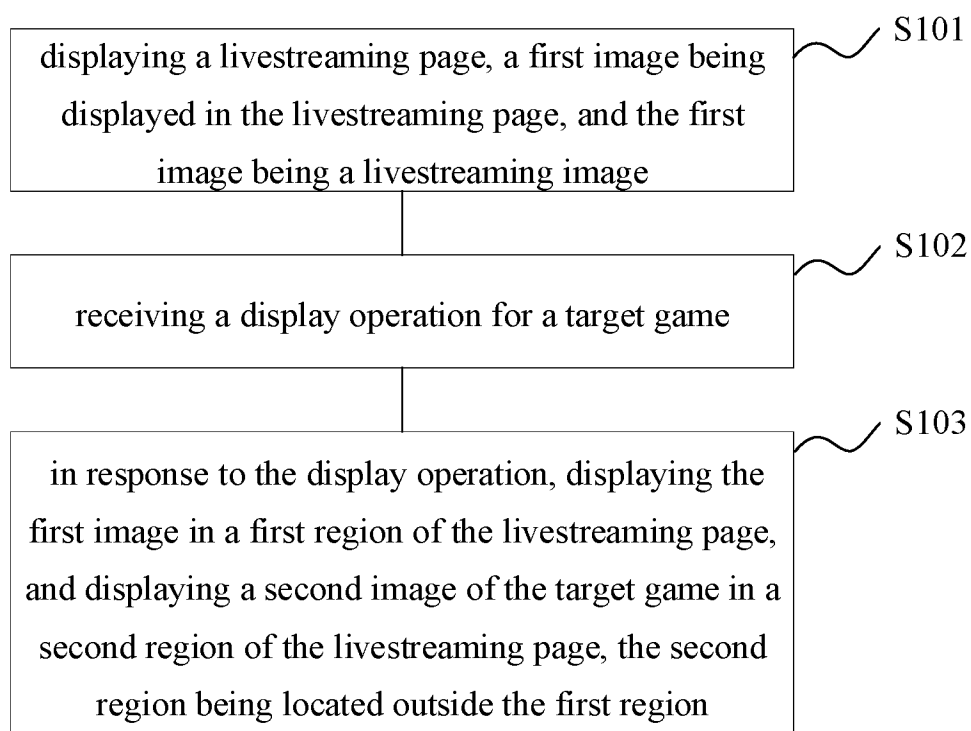 S101
displaying a livestreaming page, a first image being
displayed in the livestreaming page, and the first
image being a livestreaming image
S102
receiving a display operation for a target game
S103
in response to the display operation, displaying the
first image in a first region of the livestreaming page,
and displaying a second image of the target game in a
second region of the livestreaming page, the second
region being located outside the first region